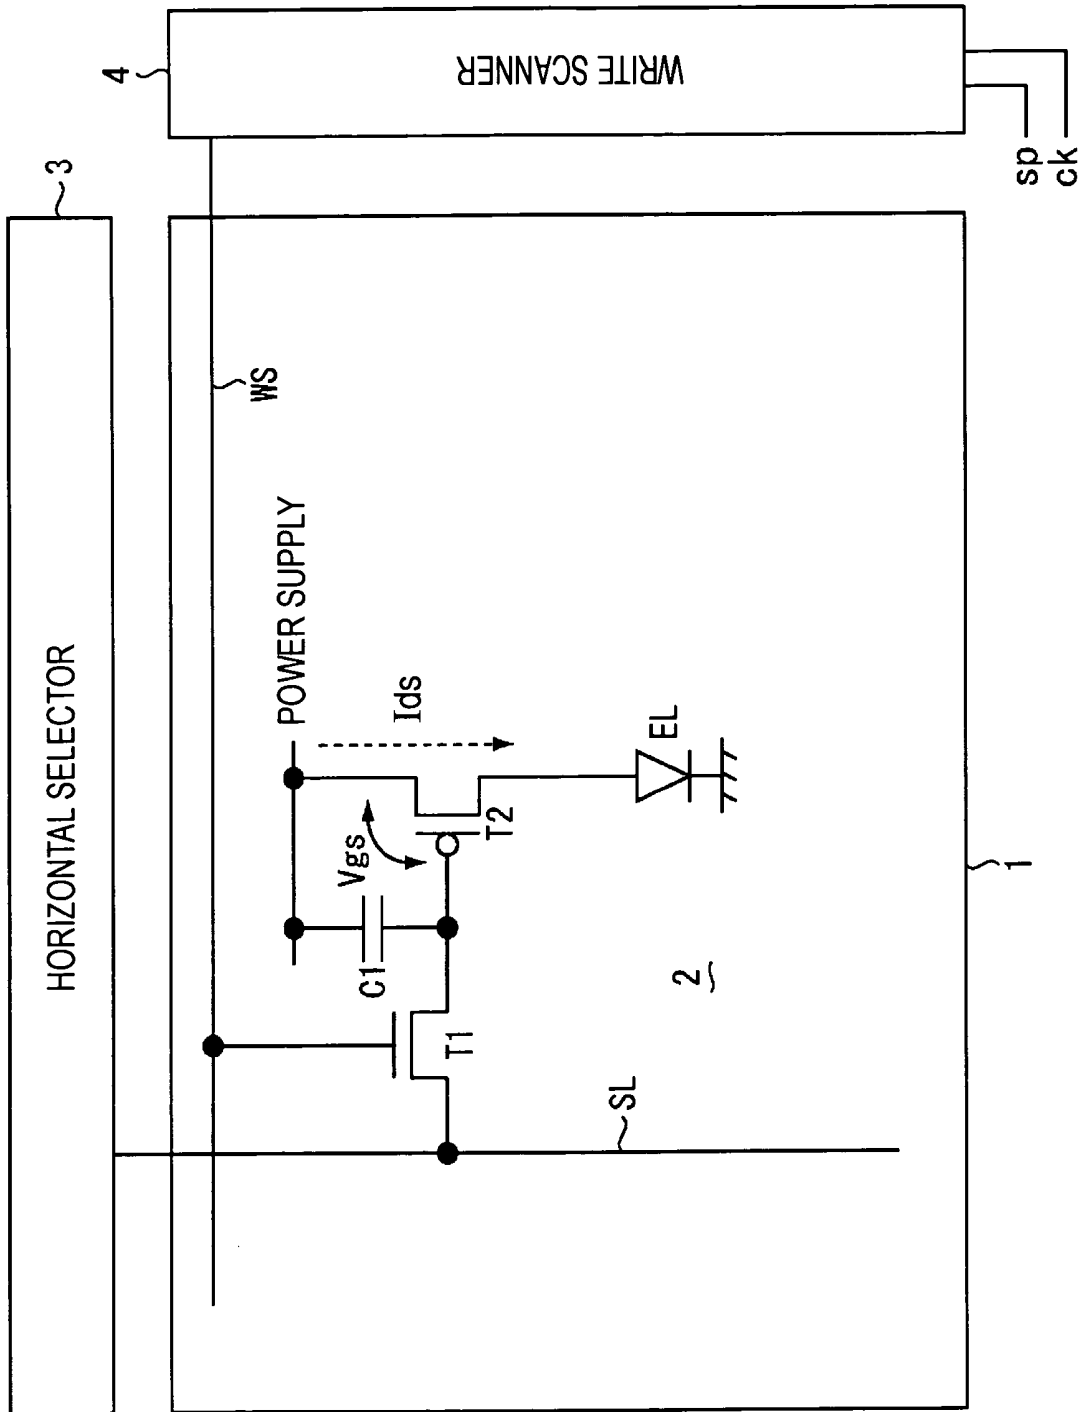 HORIZONTAL SELECTOR
3
4
WRITE SCANNER
WS
POWER SUPPLY
Ids
Vgs
C1
T1
T2
EL
SL
2
1
sp
ck